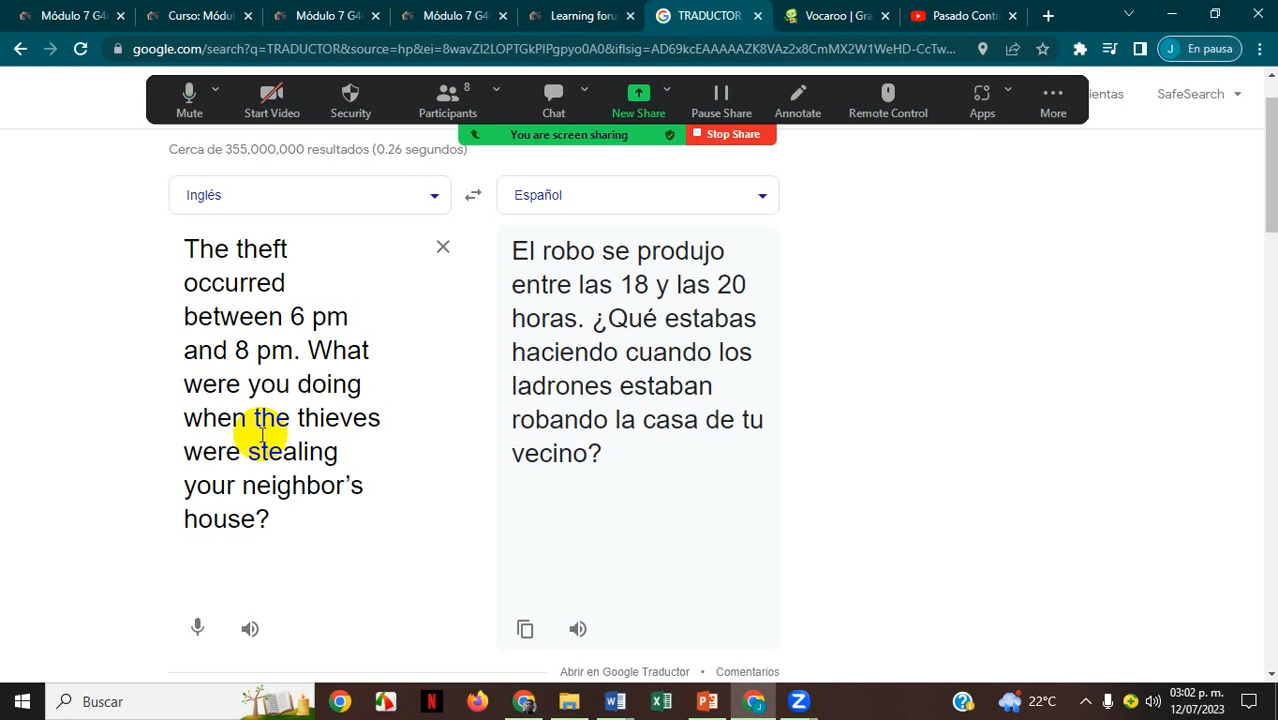 Módulo 7 G4
Curso: Módul
Módulo 7 G4
Módulo 7 G4
Learning foru
TRADUCTOR
Vocaroo | Gra
Pasado Conti
google.com/search?q=TRADUCTOR&source=hp&ei=8wavZI2LOPTGkPIPgpyo0A0&iflsig=AD69kcEAAAAAZK8VAz2x8CmMX2W1WeHD-CcTw...
J En pausa
Mute
Start Video
Security
8
Participants
Chat
New Share
Pause Share
Annotate
Remote Control
Apps
More
entas
SafeSearch
You are screen sharing
Stop Share
Cerca de 355,000,000 resultados (0.26 segundos)
Inglés
Español
The theft
occurred
between 6 pm
and 8 pm. What
were you doing
when the thieves
were stealing
your neighbor’s
house?
El robo se produjo
entre las 18 y las 20
horas. ¿Qué estabas
haciendo cuando los
ladrones estaban
robando la casa de tu
vecino?
Abrir en Google Traductor • Comentarios
Buscar
22°C
03:02 p. m.
12/07/2023